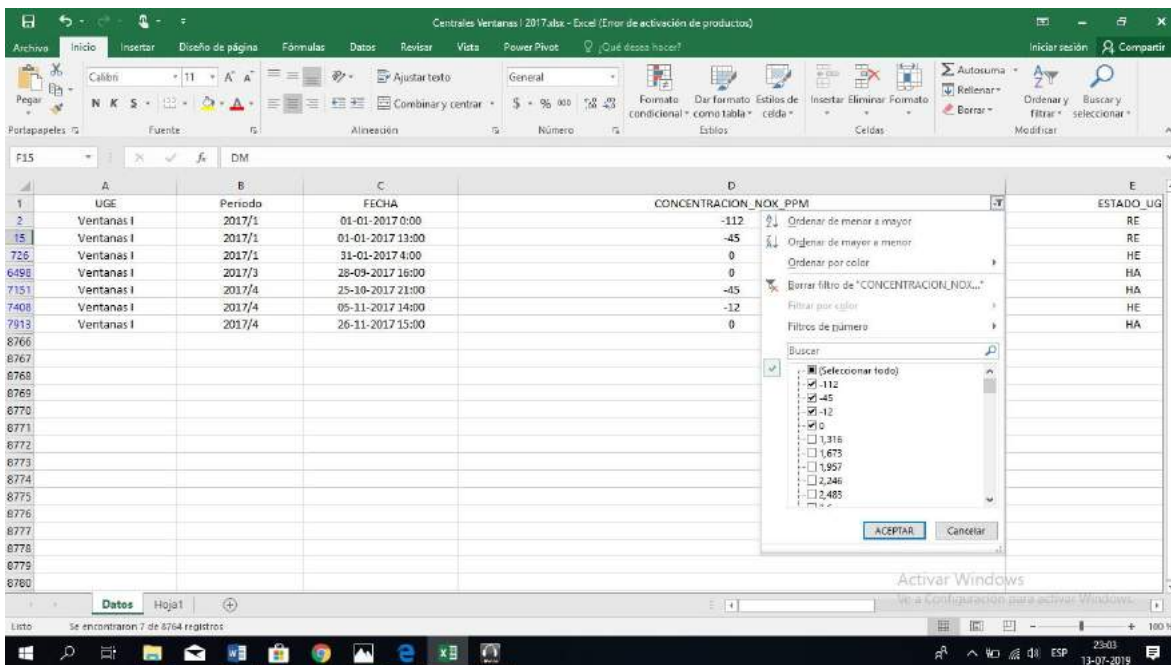 Centrales Ventanas I 2017.xlsx - Excel (Error de activación de productos)
Archivo Inicio Insertar Diseño de página Fórmulas Datos Revisar Vista Power Pivot ¿Qué desea hacer? Iniciar sesión Compartir
Pegar Calibri 11 A A Ajustar texto General Formato condicional Dar formato como tabla Estilos de celda Insertar Eliminar Formato Autosuma Rellenar Borrar Ordenar y filtrar Buscar y seleccionar
N K S A Combinar y centrar $ % 000
Portapapeles Fuente Alineación Número Estilos Celdas Modificar
F15 fx DM
A B C D E
1 UGE Periodo FECHA CONCENTRACION_NOX_PPM ESTADO_UG
2 Ventanas I 2017/1 01-01-2017 0:00 -112 RE
15 Ventanas I 2017/1 01-01-2017 13:00 -45 RE
726 Ventanas I 2017/1 31-01-2017 4:00 0 HE
6498 Ventanas I 2017/3 28-09-2017 16:00 0 HA
7151 Ventanas I 2017/4 25-10-2017 21:00 -45 HA
7408 Ventanas I 2017/4 05-11-2017 14:00 -12 HE
7913 Ventanas I 2017/4 26-11-2017 15:00 0 HA
8766
8767
8768
8769
8770
8771
8772
8773
8774
8775
8776
8777
8778
8779
8780
Ordenar de menor a mayor
Ordenar de mayor a menor
Ordenar por color
Borrar filtro de "CONCENTRACION_NOX..."
Filtrar por color
Filtros de número
Buscar
(Seleccionar todo)
-112
-45
-12
0
1,316
1,673
1,957
2,246
2,483
ACEPTAR Cancelar
Activar Windows
Ve a Configuración para activar Windows.
Datos Hoja1
Listo Se encontraron 7 de 8764 registros 100 %
ESP 23:03
13-07-2019